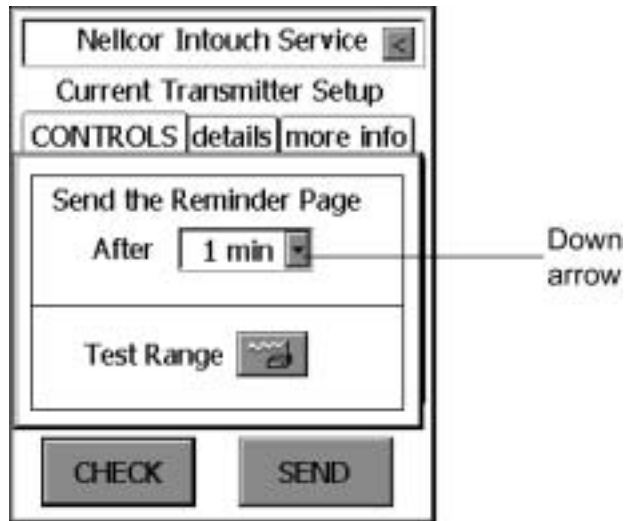 Nellcor Intouch Service <
Current Transmitter Setup
CONTROLS details more info
Send the Reminder Page
After 1 min
Down
arrow
Test Range
CHECK SEND